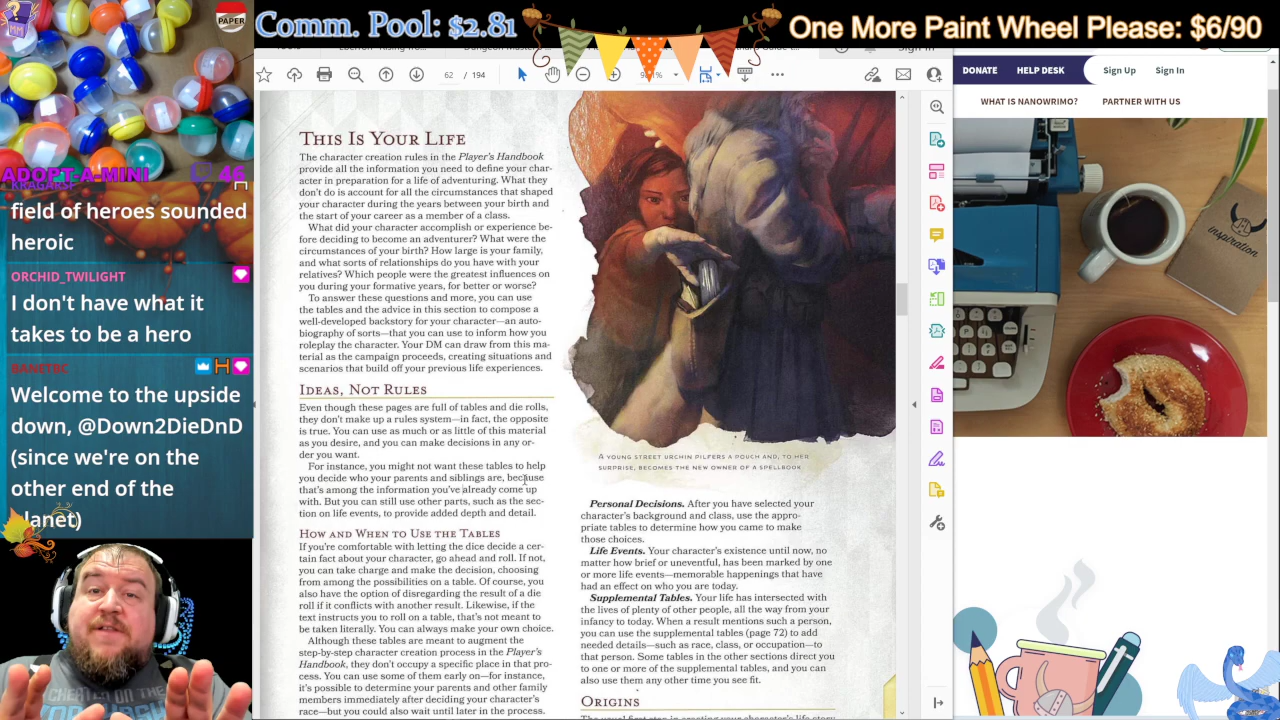 Comm. Pool: $2.81
One More Paint Wheel Please: $6/90
PAPER
ADOPT-A-MINI
46
field of heroes sounded
heroic
ORCHID_TWILIGHT
I don't have what it
takes to be a hero
BANETBC
Welcome to the upside
down, @Down2DieDnD
(since we're on the
other end of the
planet)
62 / 194
This Is Your Life
The character creation rules in the Player's Handbook
provide all the information you need to define your char-
acter in preparation for a life of adventuring. What they
don't do is account for all the circumstances that shaped
your character during the years between your birth and
the start of your career as a member of a class.
What did your character accomplish or experience be-
fore deciding to become an adventurer? What were the
circumstances of your birth? How large is your family,
and what sorts of relationships do you have with your
relatives? Which people were the greatest influences on
you during your formative years, for better or worse?
To answer these questions and more, you can use
the tables and the advice in this section to compose a
well-developed backstory for your character—an auto-
biography of sorts—that you can use to inform how you
roleplay the character. Your DM can draw from this ma-
terial as the campaign proceeds, creating situations and
scenarios that build off your previous life experiences.
Ideas, Not Rules
Even though these pages are full of tables and die rolls,
they don't make up a rules system—in fact, the opposite
is true. You can use as much or as little of this material
as you desire, and you can make decisions in any or-
der you want.
For instance, you might not want these tables to help
you decide who your parents and siblings are, because
that's among the information you've already come up
with. But you can still use other parts, such as the sec-
tion on life events, to provide added depth and detail.
How and When to Use the Tables
If you're comfortable with letting the dice decide a cer-
tain fact about your character, go ahead and roll. If not,
you can take charge and make the decision, choosing
from among the possibilities on a table. Of course, you
also have the option of disregarding the result of a die
roll if it conflicts with another result. Likewise, if the
text instructs you to roll on a table, that's not meant to
be taken literally. You can always make your own choice.
Although these tables are meant to augment the
step-by-step character creation process in the Player's
Handbook, they don't occupy a specific place in that pro-
cess. You can use some of them early on—for instance,
it's possible to determine your parents and other family
members immediately after deciding your character's
race—but you could also wait until later in the process.
A young street urchin pilfers a pouch and, to her
surprise, becomes the new owner of a spellbook
Personal Decisions. After you have selected your
character's background and class, use the appro-
priate tables to determine how you came to make
those choices.
Life Events. Your character's existence until now, no
matter how brief or uneventful, has been marked by one
or more life events—memorable happenings that have
had an effect on who you are today.
Supplemental Tables. Your life has intersected with
the lives of plenty of other people, all the way from your
infancy to today. When a result mentions such a person,
you can use the supplemental tables (page 72) to add
needed details—such as race, class, or occupation—to
that person. Some tables in the other sections direct you
to one or more of the supplemental tables, and you can
also use them any other time you see fit.
Origins
DONATE
HELP DESK
Sign Up
Sign In
WHAT IS NANOWRIMO?
PARTNER WITH US
inspiration